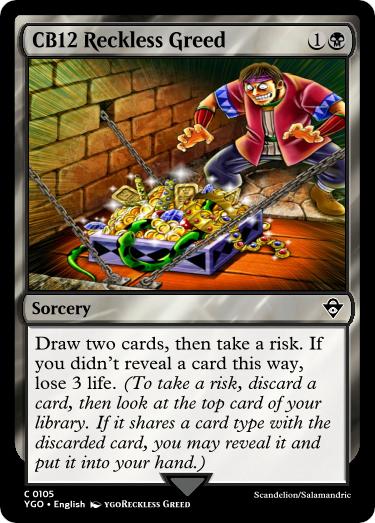 CB12 Reckless Greed 1
Sorcery
Draw two cards, then take a risk. If
you didn't reveal a card this way,
lose 3 life. (To take a risk, discard a
card, then look at the top card of your
library. If it shares a card type with the
discarded card, you may reveal it and
put it into your hand.)
C 0105
YGO • English ygoReckless Greed
Scandelion/Salamandric